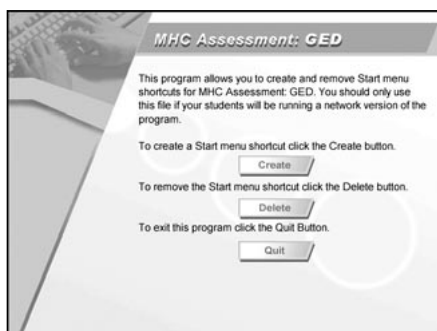 MHC Assessment: GED
This program allows you to create and remove Start menu
shortcuts for MHC Assessment: GED. You should only use
this file if your students will be running a network version of the
program.
To create a Start menu shortcut click the Create button.
Create
To remove the Start menu shortcut click the Delete button.
Delete
To exit this program click the Quit Button.
Quit